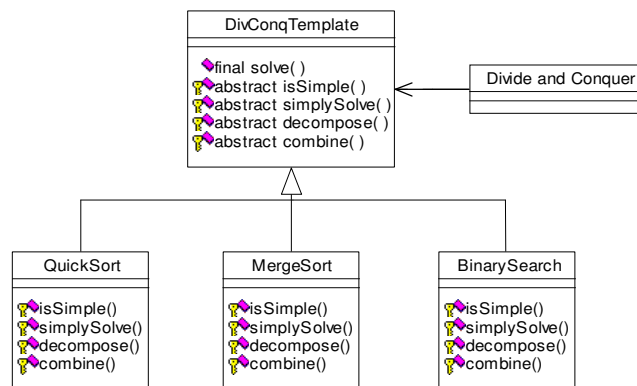 DivConqTemplate
final solve( )
abstract isSimple( )
abstract simplySolve( )
abstract decompose( )
abstract combine( )
Divide and Conquer
QuickSort
isSimple()
simplySolve()
decompose()
combine()
MergeSort
isSimple()
simplySolve()
decompose()
combine()
BinarySearch
isSimple()
simplySolve()
decompose()
combine()